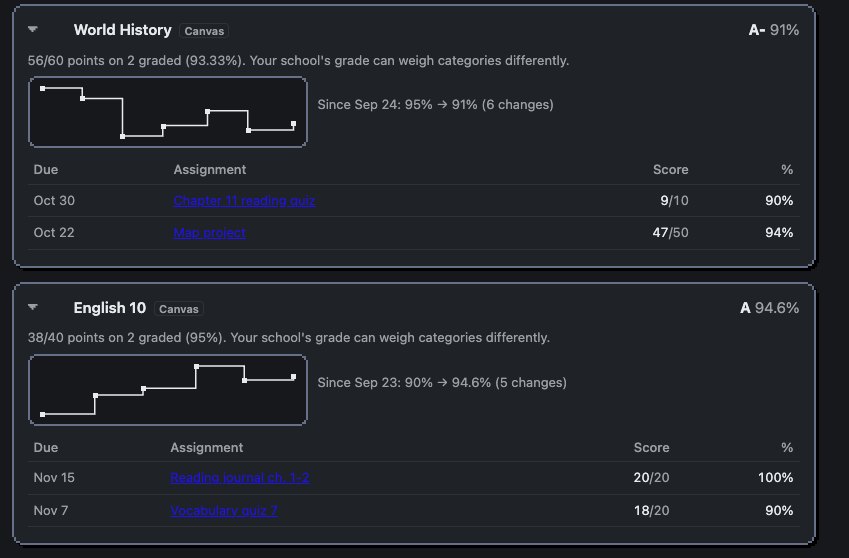 World History Canvas A- 91%
56/60 points on 2 graded (93.33%). Your school's grade can weigh categories differently.
Since Sep 24: 95% → 91% (6 changes)
Due Assignment Score %
Oct 30 Chapter 11 reading quiz 9/10 90%
Oct 22 Map project 47/50 94%
English 10 Canvas A 94.6%
38/40 points on 2 graded (95%). Your school's grade can weigh categories differently.
Since Sep 23: 90% → 94.6% (5 changes)
Due Assignment Score %
Nov 15 Reading journal ch. 1-2 20/20 100%
Nov 7 Vocabulary quiz 7 18/20 90%